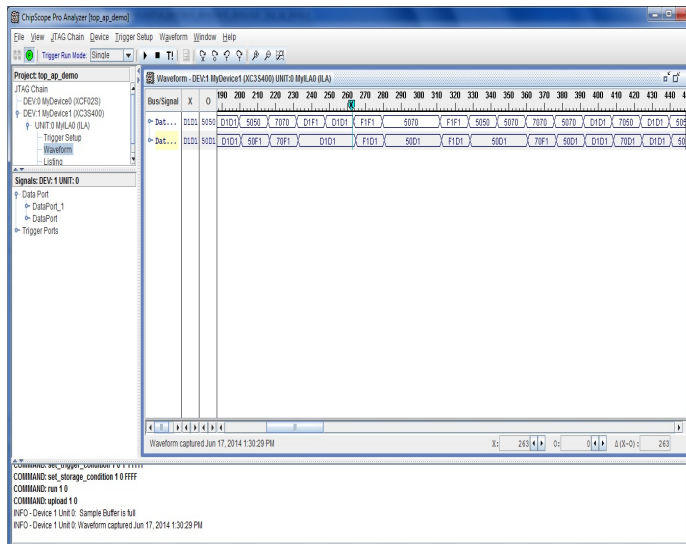 ChipScope Pro Analyzer [top_ap_demo]
File View JTAG Chain Device Trigger Setup Waveform Window Help
Trigger Run Mode: Single
T!
Project: top_ap_demo
JTAG Chain
DEV:0 MyDevice0 (XCF02S)
DEV:1 MyDevice1 (XC3S400)
UNIT:0 MyILA0 (ILA)
Trigger Setup
Waveform
Listing
Signals: DEV: 1 UNIT: 0
Data Port
DataPort_1
DataPort
Trigger Ports
Waveform - DEV:1 MyDevice1 (XC3S400) UNIT:0 MyILA0 (ILA)
Bus/Signal X O 190 200 210 220 230 240 250 260 270 280 290 300 310 320 330 340 350 360 370 380 390 400 410 420 430 440
X
Dat... D1D1 5050 D1D1 5050 7070 D1F1 D1D1 F1F1 5070 F1F1 5050 5070 7070 5070 D1D1 7050 D1D1
Dat... D1D1 50D1 D1D1 50F1 70F1 D1D1 F1D1 50D1 F1D1 50D1 70F1 50D1 D1D1 70D1 D1D1 50
Waveform captured Jun 17, 2014 1:30:29 PM
X: 263 O: 0 Δ (X-O) : 263
COMMAND: set_trigger_condition 1 0 1 FFFF
COMMAND: set_storage_condition 1 0 FFFF
COMMAND: run 1 0
COMMAND: upload 1 0
INFO - Device 1 Unit 0: Sample Buffer is full
INFO - Device 1 Unit 0: Waveform captured Jun 17, 2014 1:30:29 PM